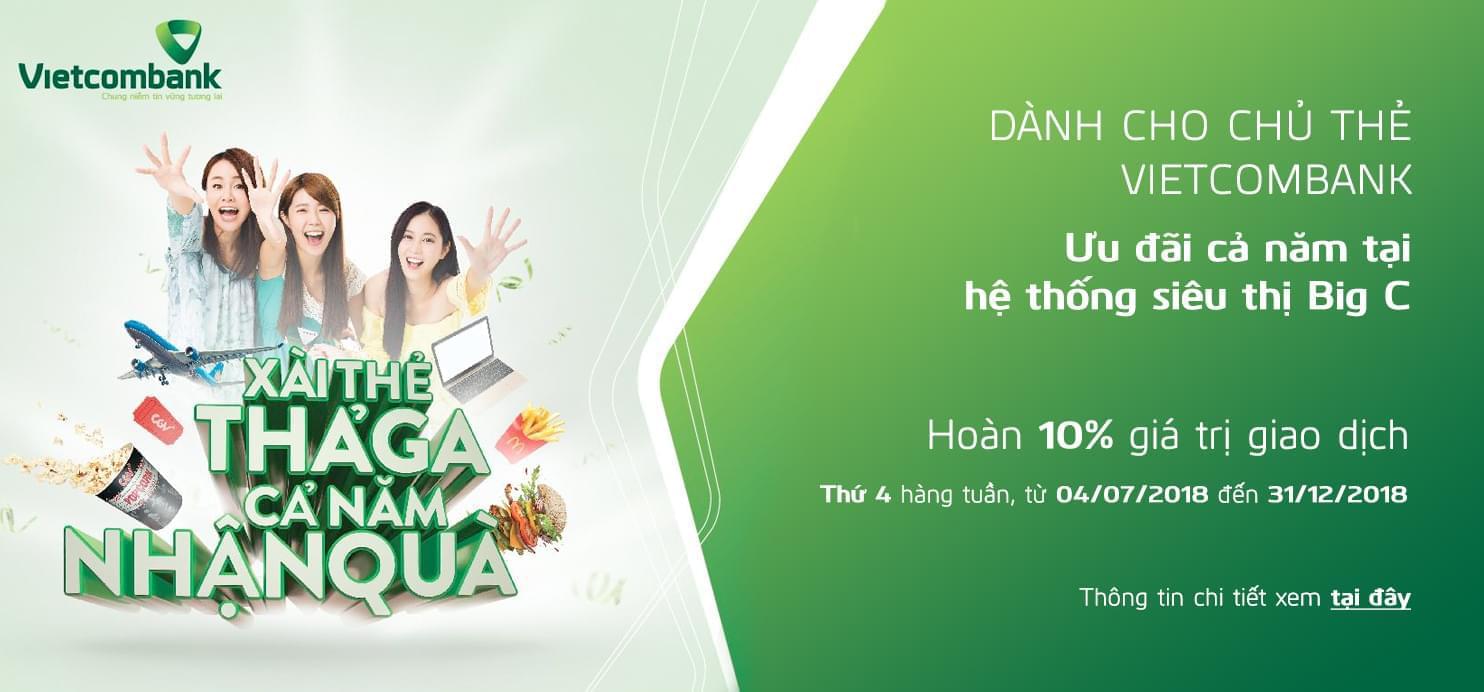 Vietcombank
Chung niềm tin vững tương lai
XÀI THẺ
THẢ GA
CẢ NĂM
NHẬN QUÀ
CGV
POPCORN
DÀNH CHO CHỦ THẺ
VIETCOMBANK
Ưu đãi cả năm tại
hệ thống siêu thị Big C
Hoàn 10% giá trị giao dịch
Thứ 4 hàng tuần, từ 04/07/2018 đến 31/12/2018
Thông tin chi tiết xem tại đây